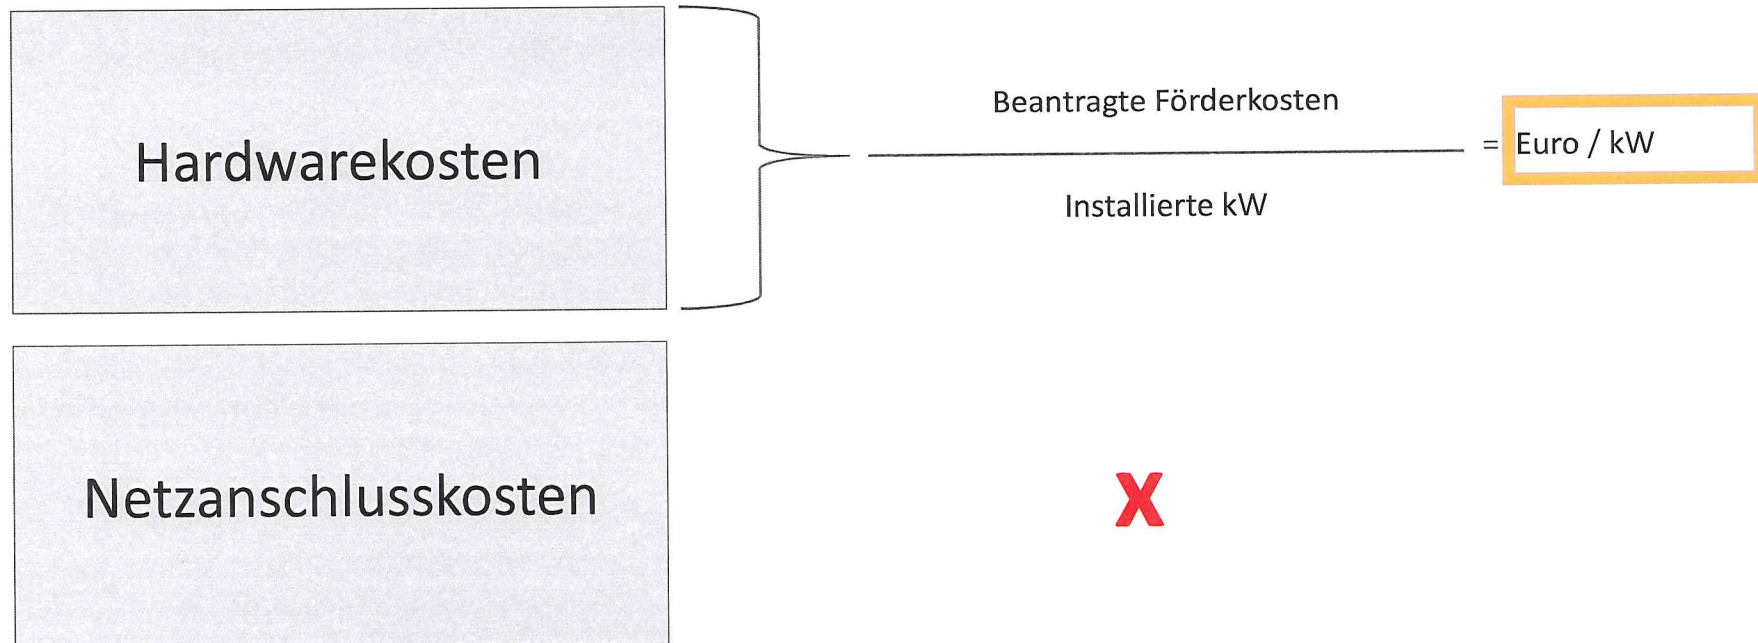 Hardwarekosten
Beantragte Förderkosten
Installierte kW
= Euro / kW
Netzanschlusskosten
X